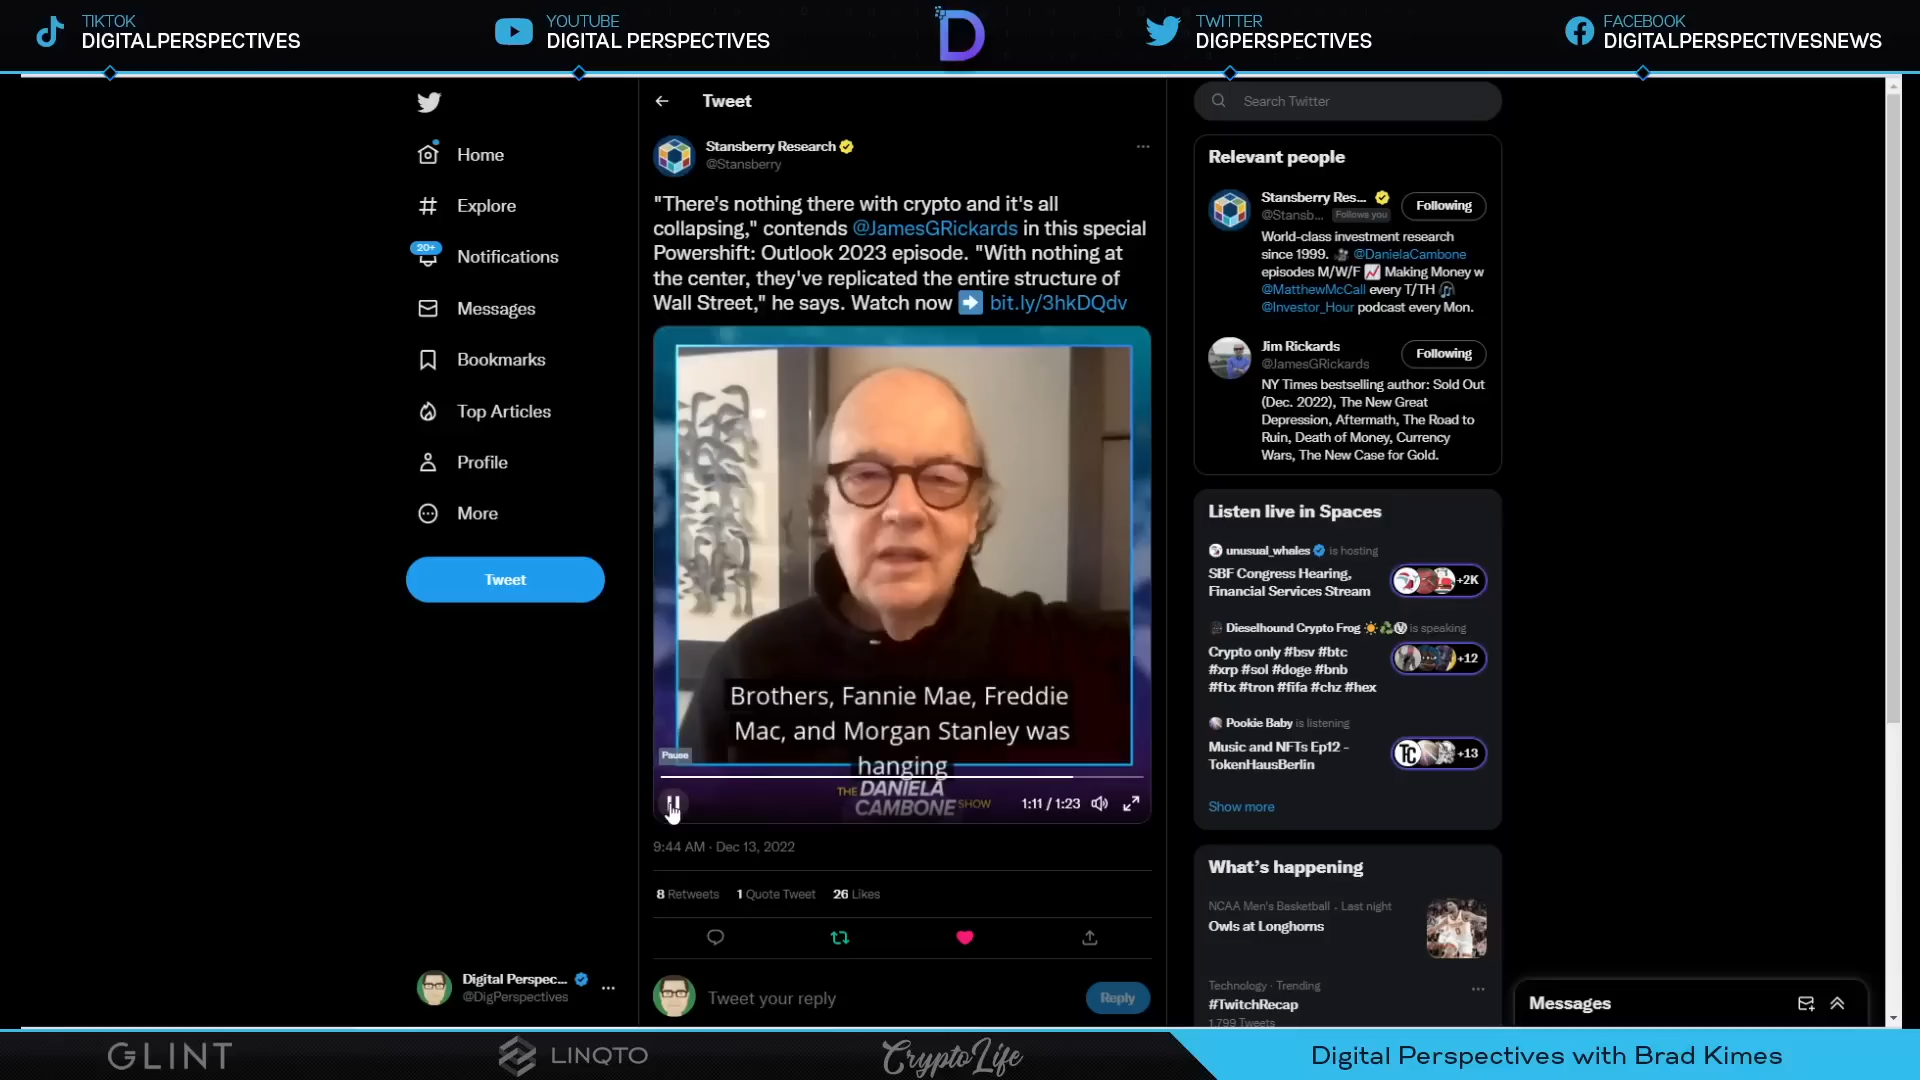 TIKTOK
DIGITALPERSPECTIVES
YOUTUBE
DIGITAL PERSPECTIVES
D
TWITTER
DIGPERSPECTIVES
FACEBOOK
DIGITALPERSPECTIVESNEWS
Home
Explore
20+
Notifications
Messages
Bookmarks
Top Articles
Profile
More
Tweet
Digital Perspec...
@DigPerspectives
Tweet
Stansberry Research
@Stansberry
"There's nothing there with crypto and it's all
collapsing," contends @JamesGRickards in this special
Powershift: Outlook 2023 episode. "With nothing at
the center, they've replicated the entire structure of
Wall Street," he says. Watch now ➡ bit.ly/3hkDQdv
Brothers, Fannie Mae, Freddie
Mac, and Morgan Stanley was
hanging
Pause
THE DANIELA
CAMBONE SHOW
1:11 / 1:23
9:44 AM · Dec 13, 2022
8 Retweets 1 Quote Tweet 26 Likes
Tweet your reply
Reply
Search Twitter
Relevant people
Stansberry Res...
@Stansb... Follows you
Following
World-class investment research
since 1999. 🎥 @DanielaCambone
episodes M/W/F 📈 Making Money w
@MatthewMcCall every T/TH 🎧
@Investor_Hour podcast every Mon.
Jim Rickards
@JamesGRickards
Following
NY Times bestselling author: Sold Out
(Dec. 2022), The New Great
Depression, Aftermath, The Road to
Ruin, Death of Money, Currency
Wars, The New Case for Gold.
Listen live in Spaces
unusual_whales is hosting
SBF Congress Hearing,
Financial Services Stream
+2K
Dieselhound Crypto Frog is speaking
Crypto only #bsv #btc
#xrp #sol #doge #bnb
#ftx #tron #fifa #chz #hex
+12
Pookie Baby is listening
Music and NFTs Ep12 -
TokenHausBerlin
TC
+13
Show more
What's happening
NCAA Men's Basketball · Last night
Owls at Longhorns
Technology · Trending
#TwitchRecap
1,799 Tweets
Messages
GLINT
LINQTO
CryptoLife
Digital Perspectives with Brad Kimes